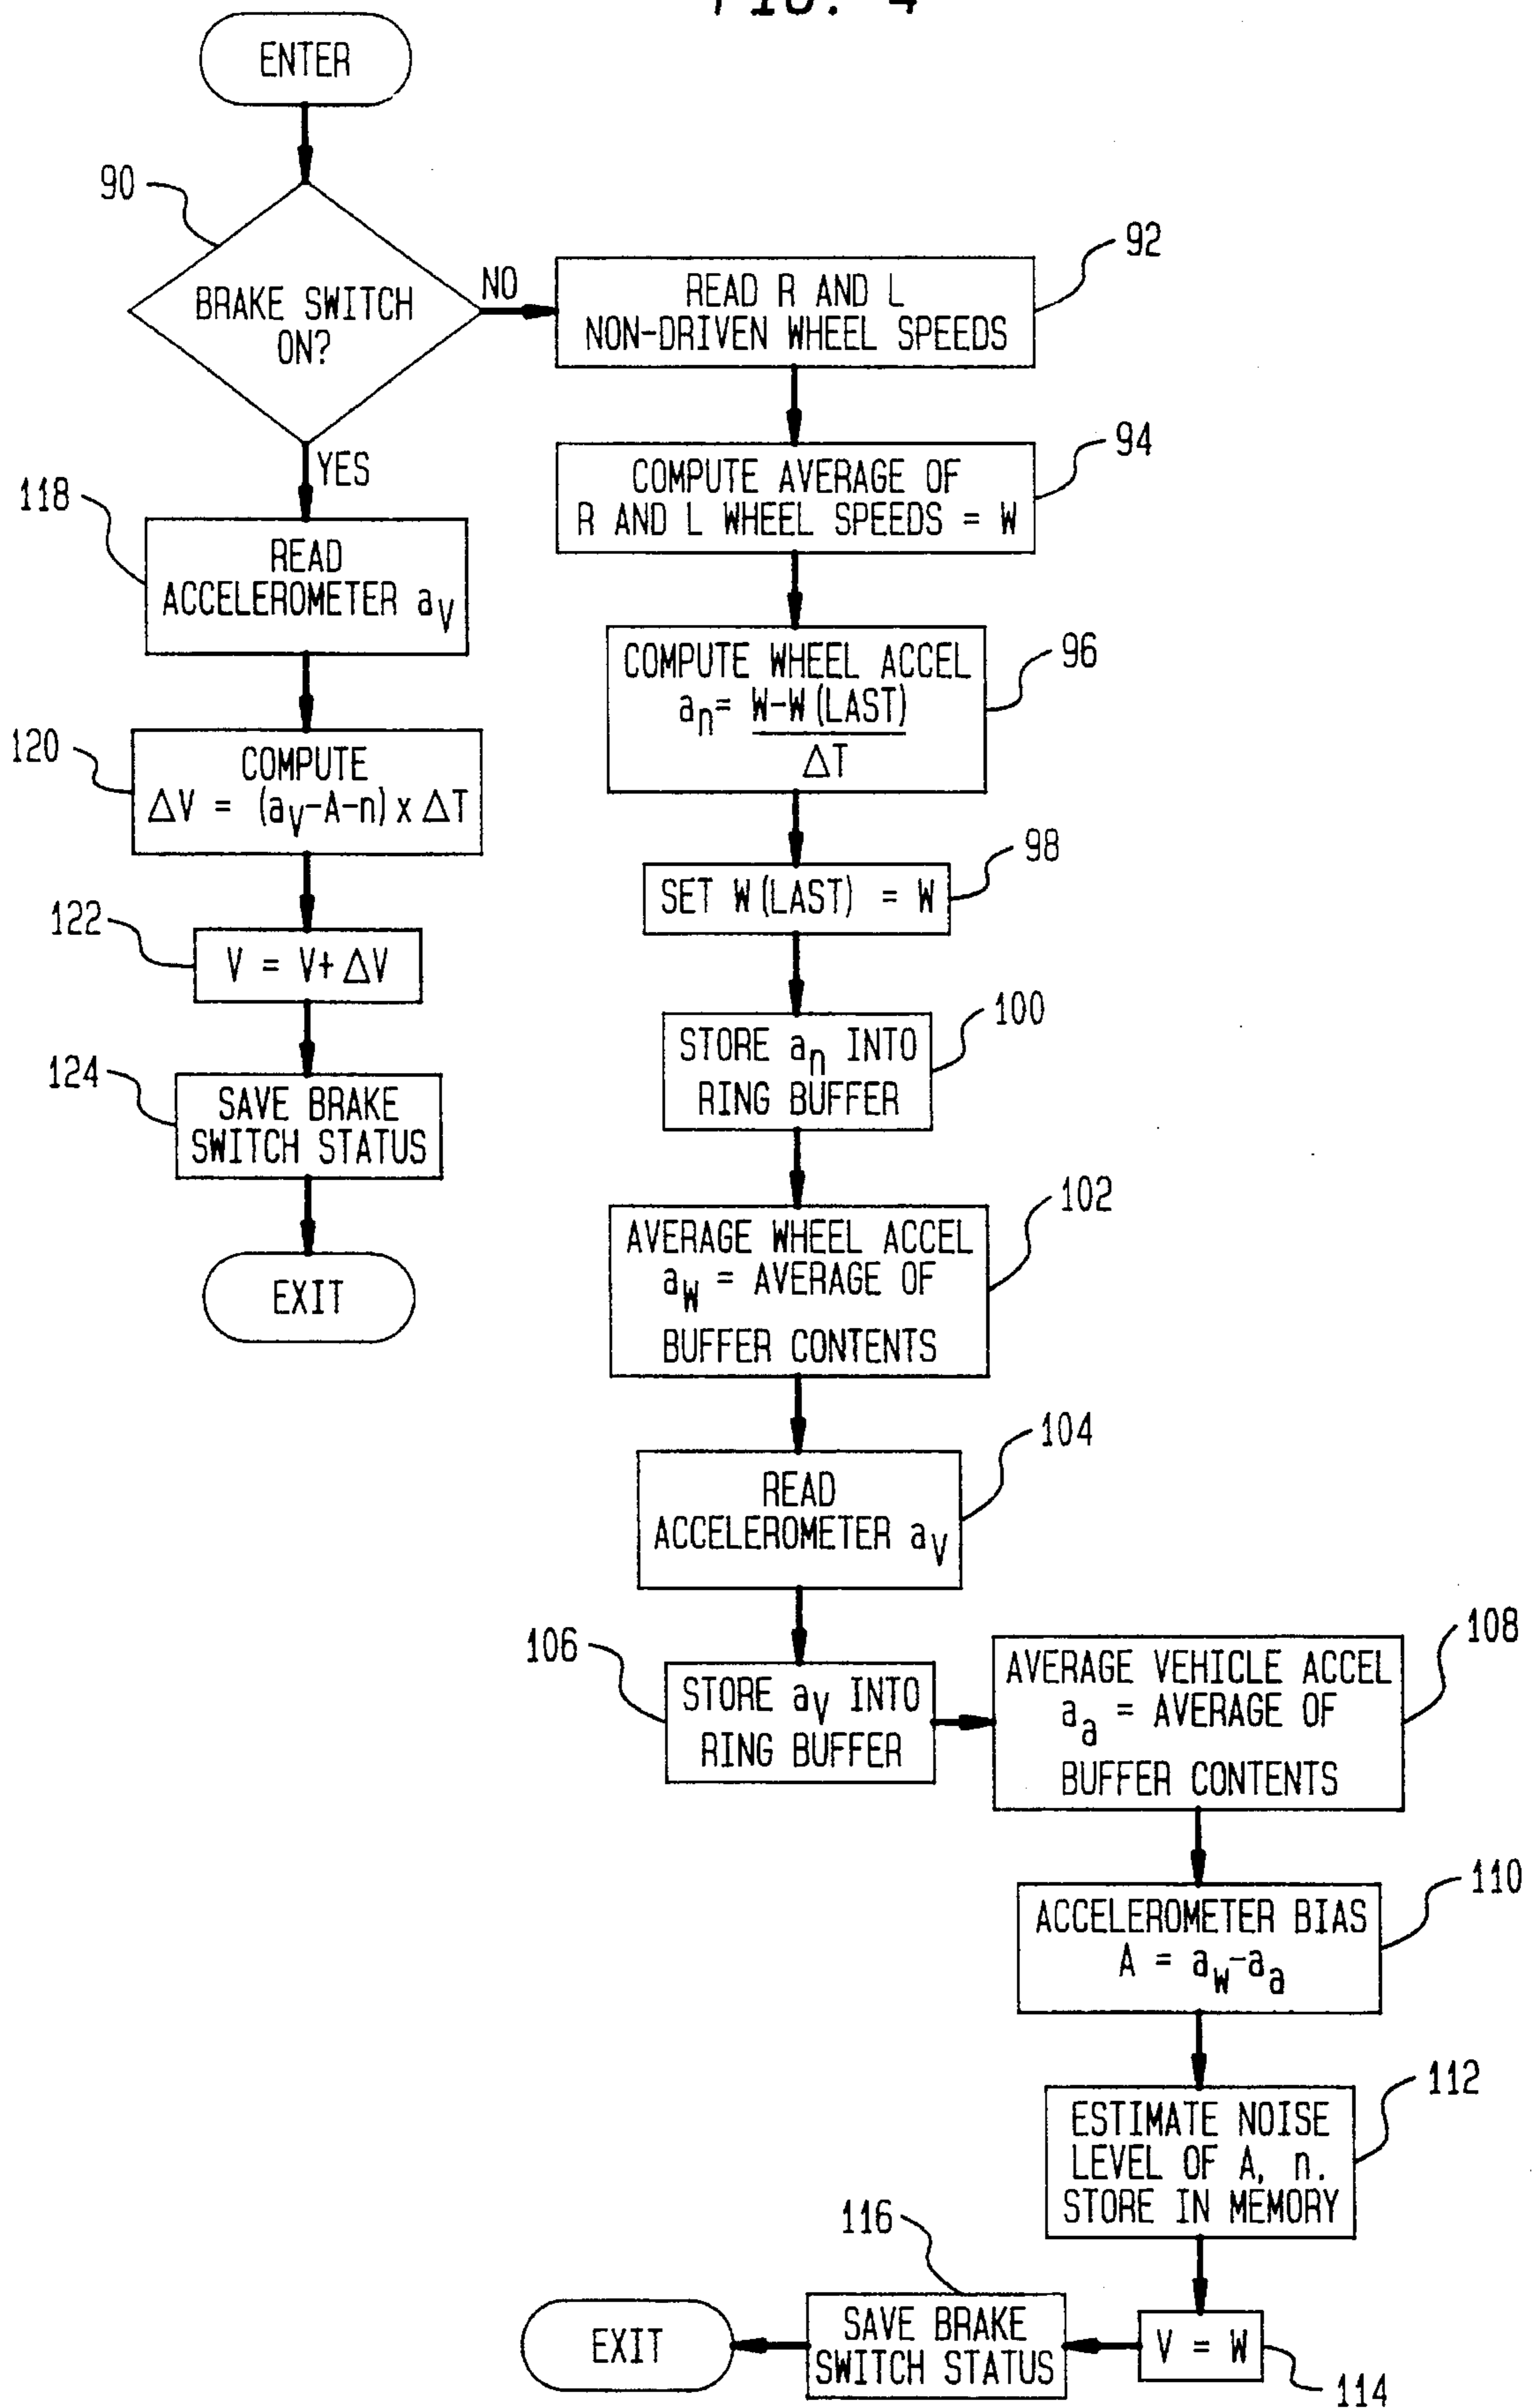 FIG. 4
ENTER
90
BRAKE SWITCH
ON?
NO
YES
118
READ
ACCELEROMETER aV
120
COMPUTE
ΔV = (aV-A-n) x ΔT
122
V = V+ ΔV
124
SAVE BRAKE
SWITCH STATUS
EXIT
92
READ R AND L
NON-DRIVEN WHEEL SPEEDS
94
COMPUTE AVERAGE OF
R AND L WHEEL SPEEDS = W
96
COMPUTE WHEEL ACCEL
an= W-W(LAST)
ΔT
98
SET W(LAST) = W
100
STORE an INTO
RING BUFFER
102
AVERAGE WHEEL ACCEL
aW = AVERAGE OF
BUFFER CONTENTS
104
READ
ACCELEROMETER aV
106
STORE aV INTO
RING BUFFER
108
AVERAGE VEHICLE ACCEL
aa = AVERAGE OF
BUFFER CONTENTS
110
ACCELEROMETER BIAS
A = aW-aa
112
ESTIMATE NOISE
LEVEL OF A, n.
STORE IN MEMORY
114
V = W
116
SAVE BRAKE
SWITCH STATUS
EXIT